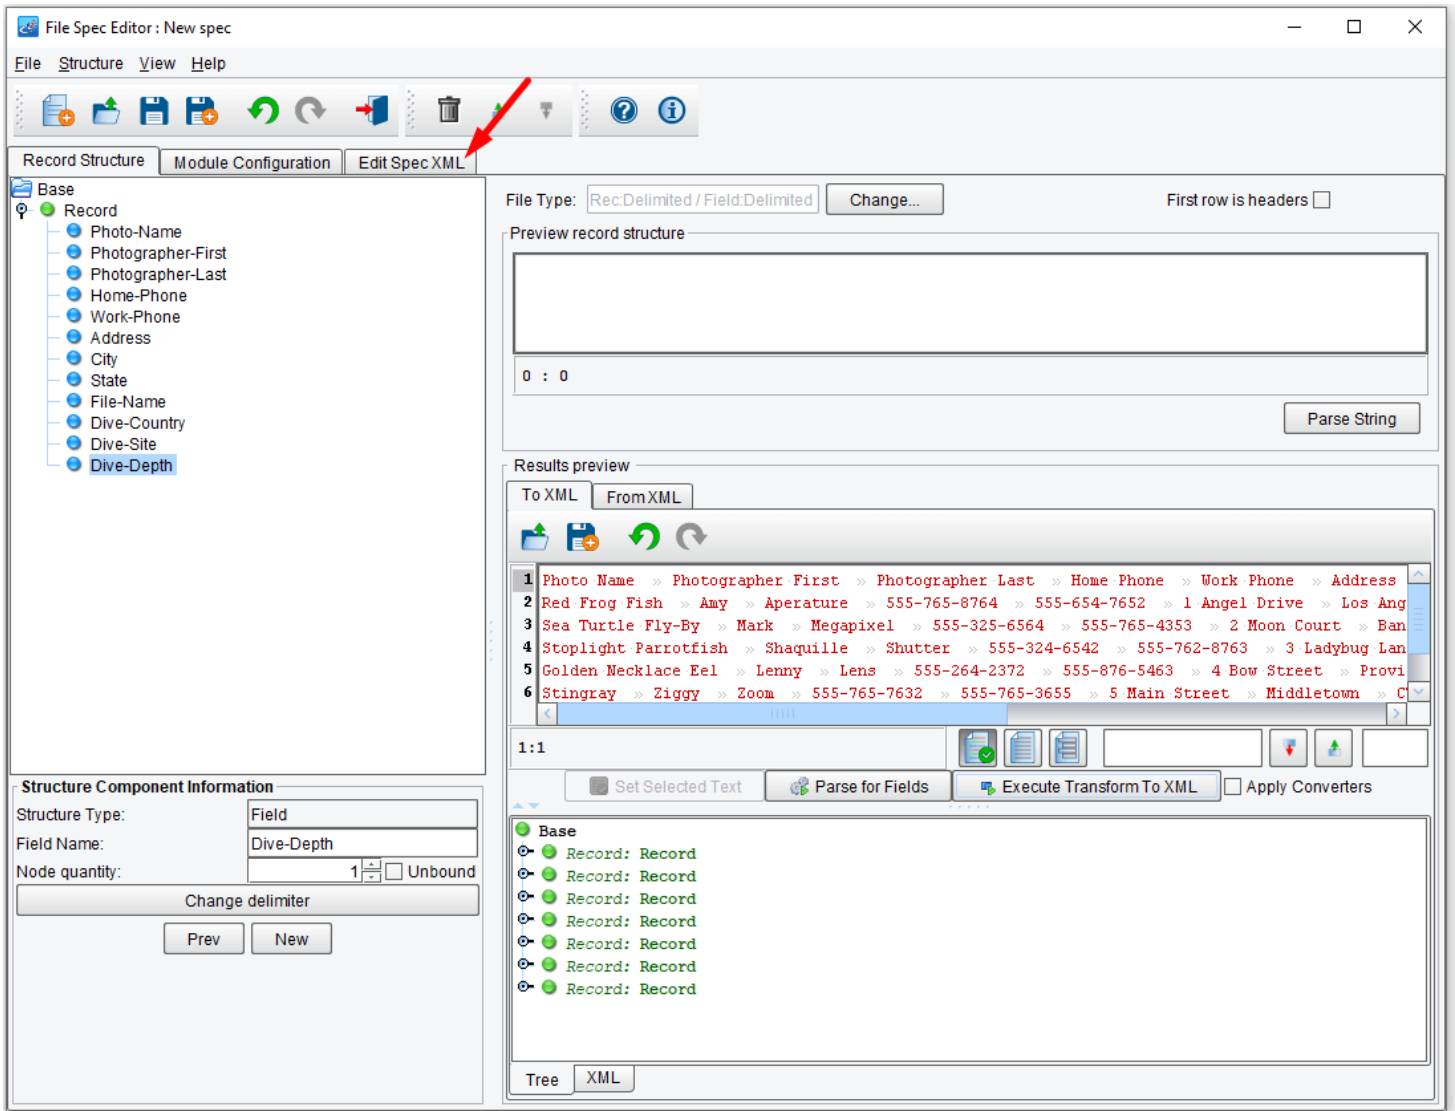 File Spec Editor : New spec
File Structure View Help
Record Structure Module Configuration Edit Spec XML
Base
Record
Photo-Name
Photographer-First
Photographer-Last
Home-Phone
Work-Phone
Address
City
State
File-Name
Dive-Country
Dive-Site
Dive-Depth
Structure Component Information
Structure Type: Field
Field Name: Dive-Depth
Node quantity: 1 Unbound
Change delimiter
Prev New
File Type: Rec:Delimited / Field:Delimited Change... First row is headers
Preview record structure
0 : 0
Parse String
Results preview
To XML From XML
1 Photo Name » Photographer First » Photographer Last » Home Phone » Work Phone » Address
2 Red Frog Fish » Amy » Aperature » 555-765-8764 » 555-654-7652 » 1 Angel Drive » Los Ang
3 Sea Turtle Fly-By » Mark » Megapixel » 555-325-6564 » 555-765-4353 » 2 Moon Court » Ban
4 Stoplight Parrotfish » Shaquille » Shutter » 555-324-6542 » 555-762-8763 » 3 Ladybug Lan
5 Golden Necklace Eel » Lenny » Lens » 555-264-2372 » 555-876-5463 » 4 Bow Street » Provi
6 Stingray » Ziggy » Zoom » 555-765-7632 » 555-765-3655 » 5 Main Street » Middletown » C
1:1
Set Selected Text Parse for Fields Execute Transform To XML Apply Converters
Base
Record: Record
Record: Record
Record: Record
Record: Record
Record: Record
Record: Record
Record: Record
Tree XML